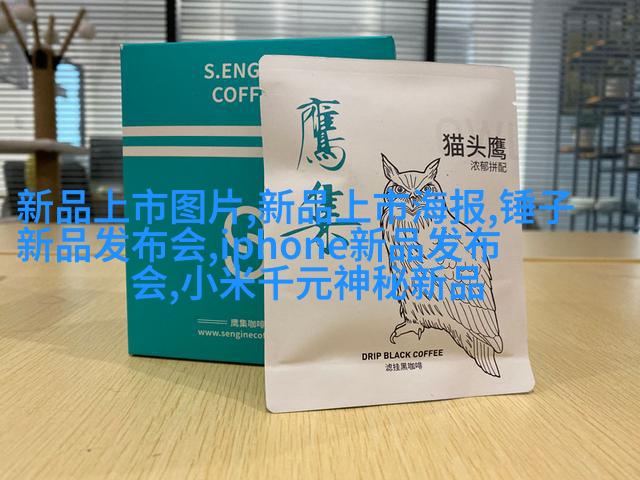 S.ENG
COFF
鹰集
猫头鹰
浓郁拼配
新品上市图片,新品上市海报,锤子
新品发布会,iphone新品发布
会,小米千元神秘新品
鹰集咖啡
www.senginecof
DRIP BLACK COFFEE
滤挂黑咖啡